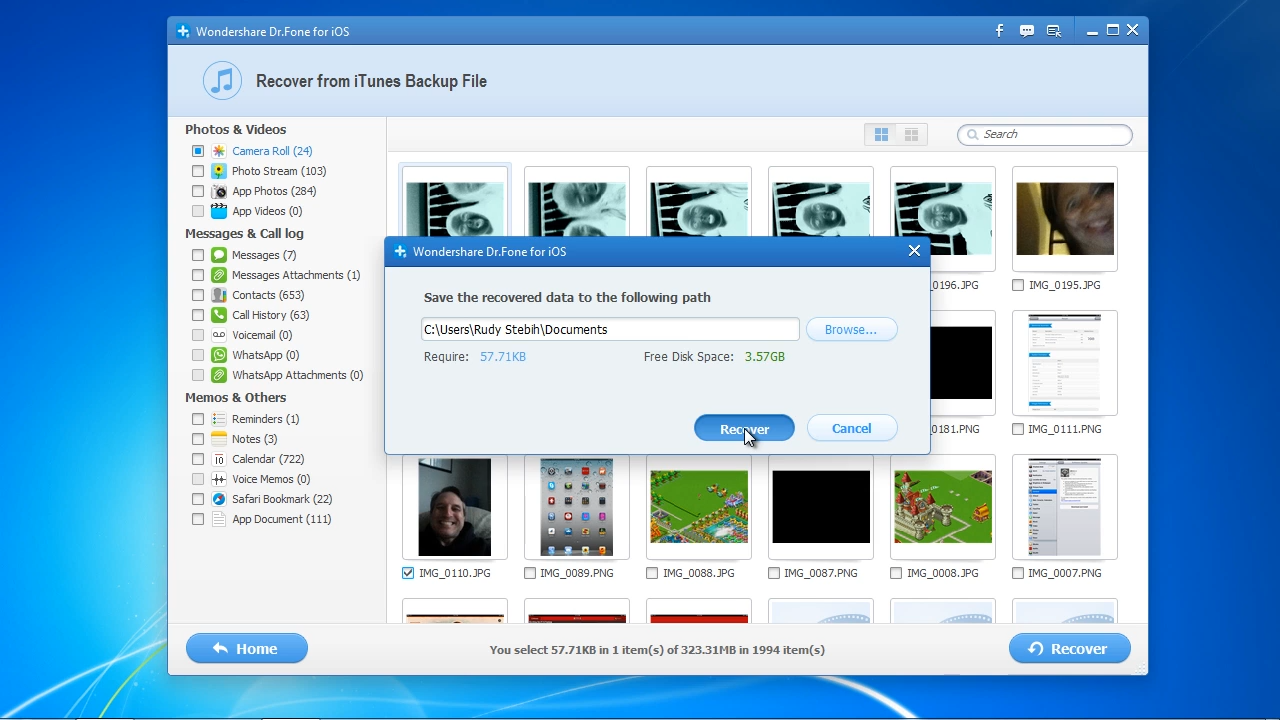 Wondershare Dr.Fone for iOS
Recover from iTunes Backup File
Photos & Videos
Camera Roll (24)
Photo Stream (103)
App Photos (284)
App Videos (0)
Messages & Call log
Messages (7)
Messages Attachments (1)
Contacts (653)
Call History (63)
Voicemail (0)
WhatsApp (0)
WhatsApp Attachments (0)
Memos & Others
Reminders (1)
Notes (3)
Calendar (722)
Voice Memos (0)
Safari Bookmark (22)
App Document (111)
Search
_0196.JPG
IMG_0195.JPG
Wondershare Dr.Fone for iOS
Save the recovered data to the following path
C:\Users\Rudy Stebih\Documents
Browse...
Require: 57.71KB
Free Disk Space: 3.57GB
Recover
Cancel
_0181.PNG
IMG_0111.PNG
IMG_0110.JPG
IMG_0089.PNG
IMG_0088.JPG
IMG_0087.PNG
IMG_0008.JPG
IMG_0007.PNG
Home
You select 57.71KB in 1 item(s) of 323.31MB in 1994 item(s)
Recover